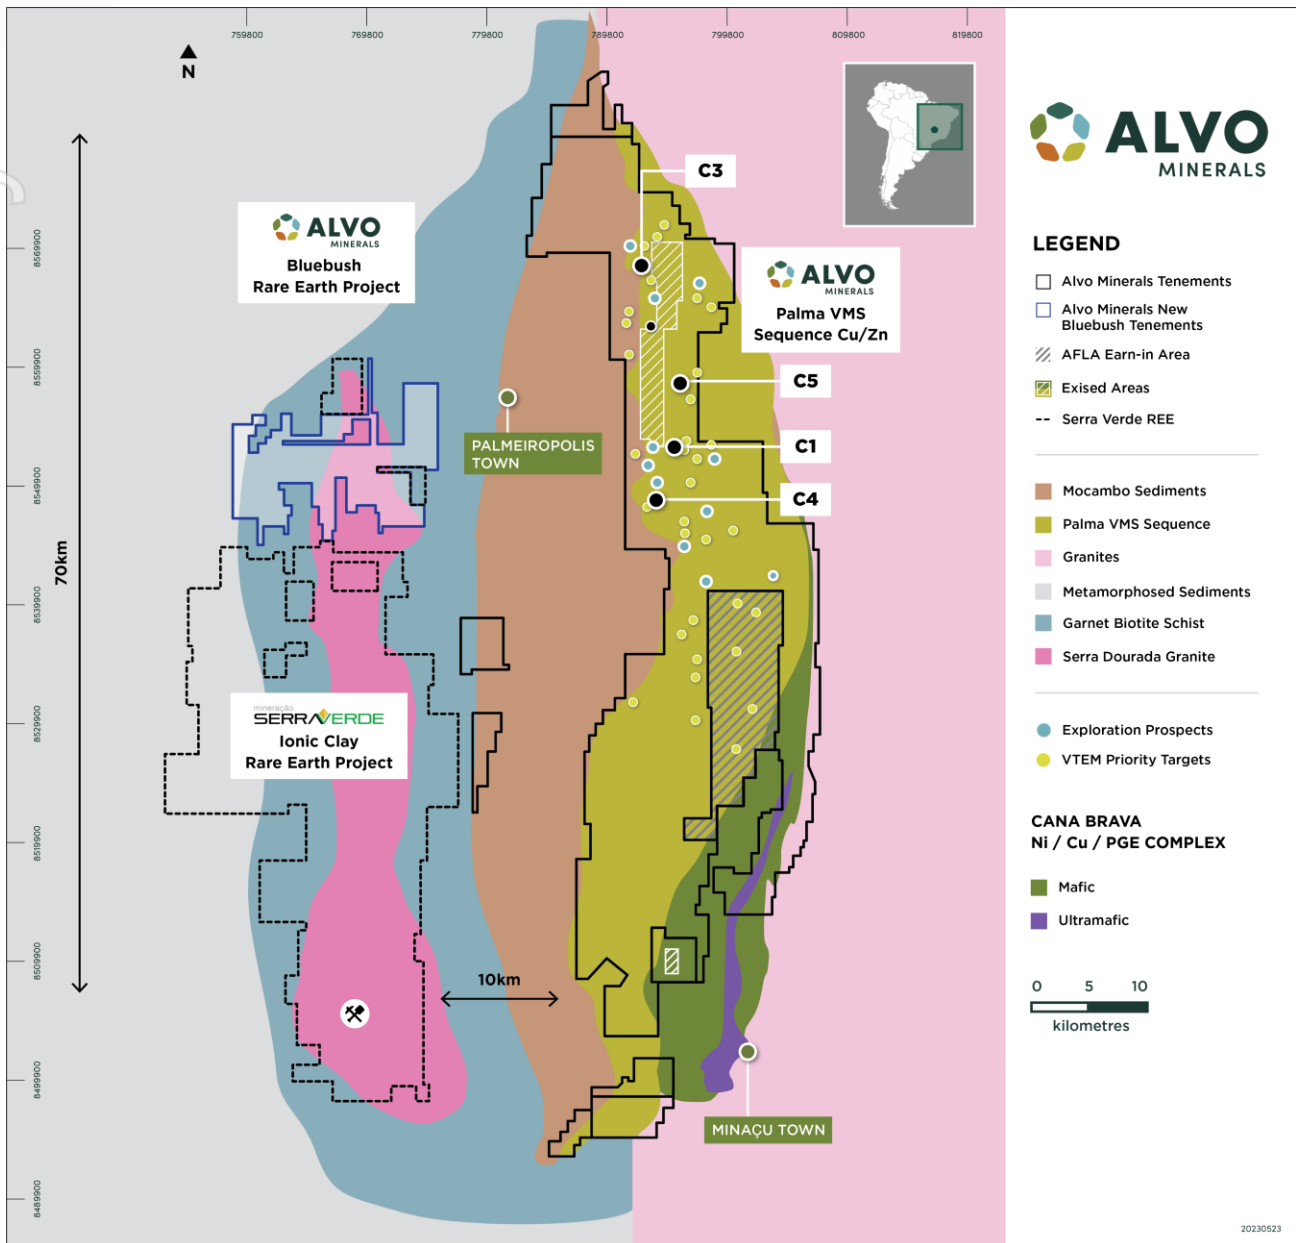 759800
769800
779800
789800
799800
809800
819800
N
C3
ALVO
MINERALS
Bluebush
Rare Earth Project
ALVO
MINERALS
Palma VMS
Sequence Cu/Zn
C5
PALMEIROPOLIS
TOWN
C1
C4
70km
mineração
SERRAVERDE
Ionic Clay
Rare Earth Project
10km
MINAÇU TOWN
8569900
8559900
8549900
8539900
8529900
8519900
8509900
8499900
8489900
ALVO
MINERALS
LEGEND
Alvo Minerals Tenements
Alvo Minerals New
Bluebush Tenements
AFLA Earn-in Area
Exised Areas
Serra Verde REE
Mocambo Sediments
Palma VMS Sequence
Granites
Metamorphosed Sediments
Garnet Biotite Schist
Serra Dourada Granite
Exploration Prospects
VTEM Priority Targets
CANA BRAVA
Ni / Cu / PGE COMPLEX
Mafic
Ultramafic
0 5 10
kilometres
20230523